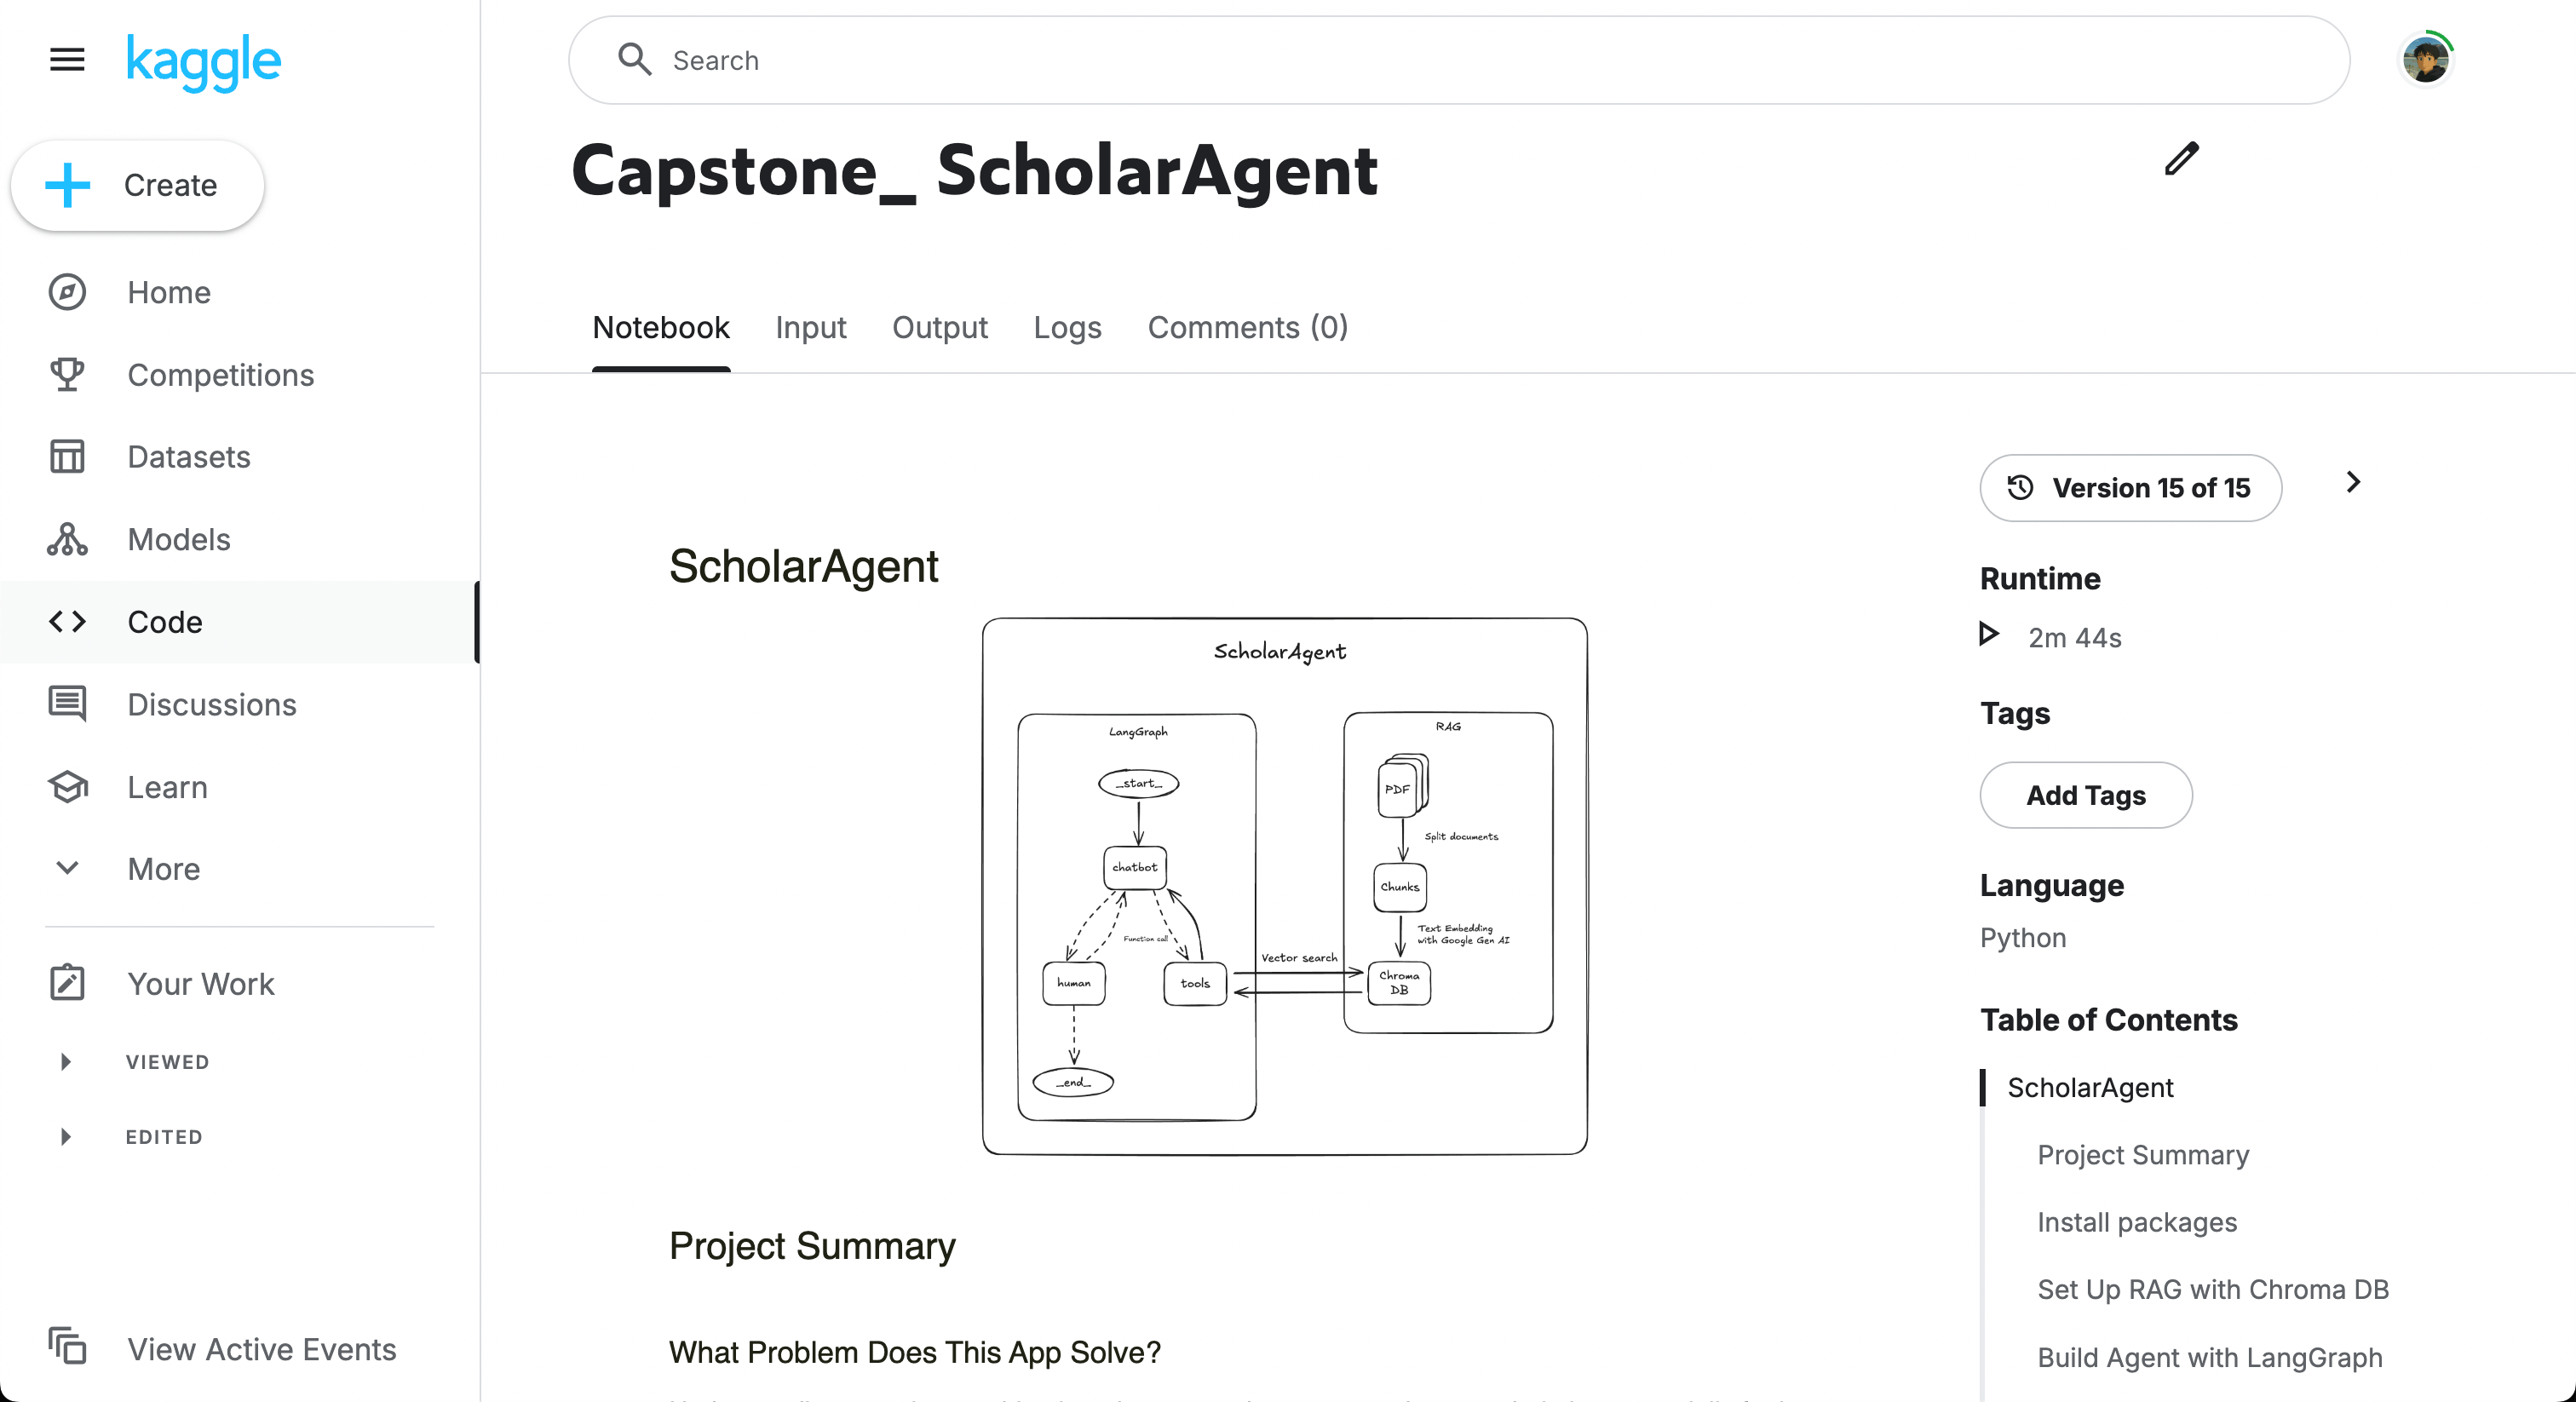 kaggle
Search
Create
Home
Competitions
Datasets
Models
Code
Discussions
Learn
More
Your Work
VIEWED
EDITED
View Active Events
Capstone_ ScholarAgent
Notebook Input Output Logs Comments (0)
ScholarAgent
ScholarAgent
LangGraph
_start_
chatbot
Function call
human
tools
_end_
Vector search
RAG
PDF
Split documents
Chunks
Text Embedding
with Google Gen AI
Chroma
DB
Project Summary
What Problem Does This App Solve?
Version 15 of 15
Runtime
2m 44s
Tags
Add Tags
Language
Python
Table of Contents
ScholarAgent
Project Summary
Install packages
Set Up RAG with Chroma DB
Build Agent with LangGraph